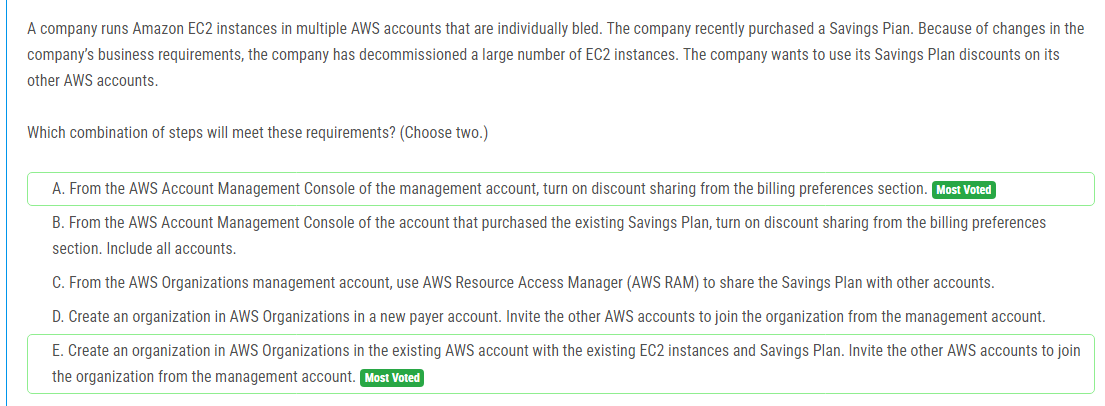 A company runs Amazon EC2 instances in multiple AWS accounts that are individually bled. The company recently purchased a Savings Pian. Because of changes in the
company's business requirements, the company has decommissioned a large number of EC2 instances. The company wants to use its Savings Plan discounts on its
other AWS accounts.
Which combination of steps will meet these requirements? (Choose two.)
A. From the AWS Account Management Console of the management account, turn on discount sharing from the billing preferences section. Most Voted
B. From the AWS Account Management Console of the account that purchased the existing Savings Plan, turn on discount sharing from the billing preferences
section. Include all accounts.
C. From the AWS Organizations management account, use AWS Resource Access Manager (AWS RAM) to share the Savings Plan with other accounts.
D. Create an organization in AWS Organizations in a new payer account. Invite the other AWS accounts to join the organization from the management account.
E. Create an organization in AWS Organizations in the existing AWS account with the existing EC2 instances and Savings Plan. Invite the other AWS accounts to join
the organization from the management account. Most Voted